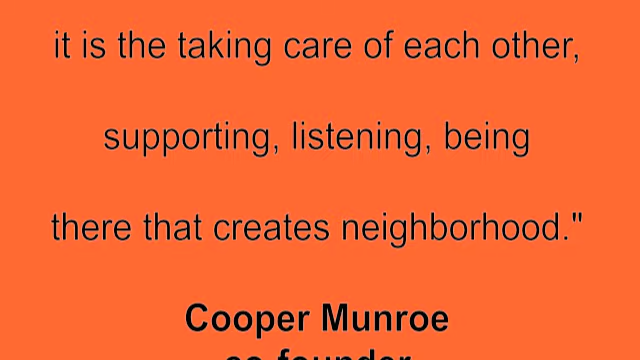 it is the taking care of each other,
supporting, listening, being
there that creates neighborhood."
Cooper Munroe
co-founder